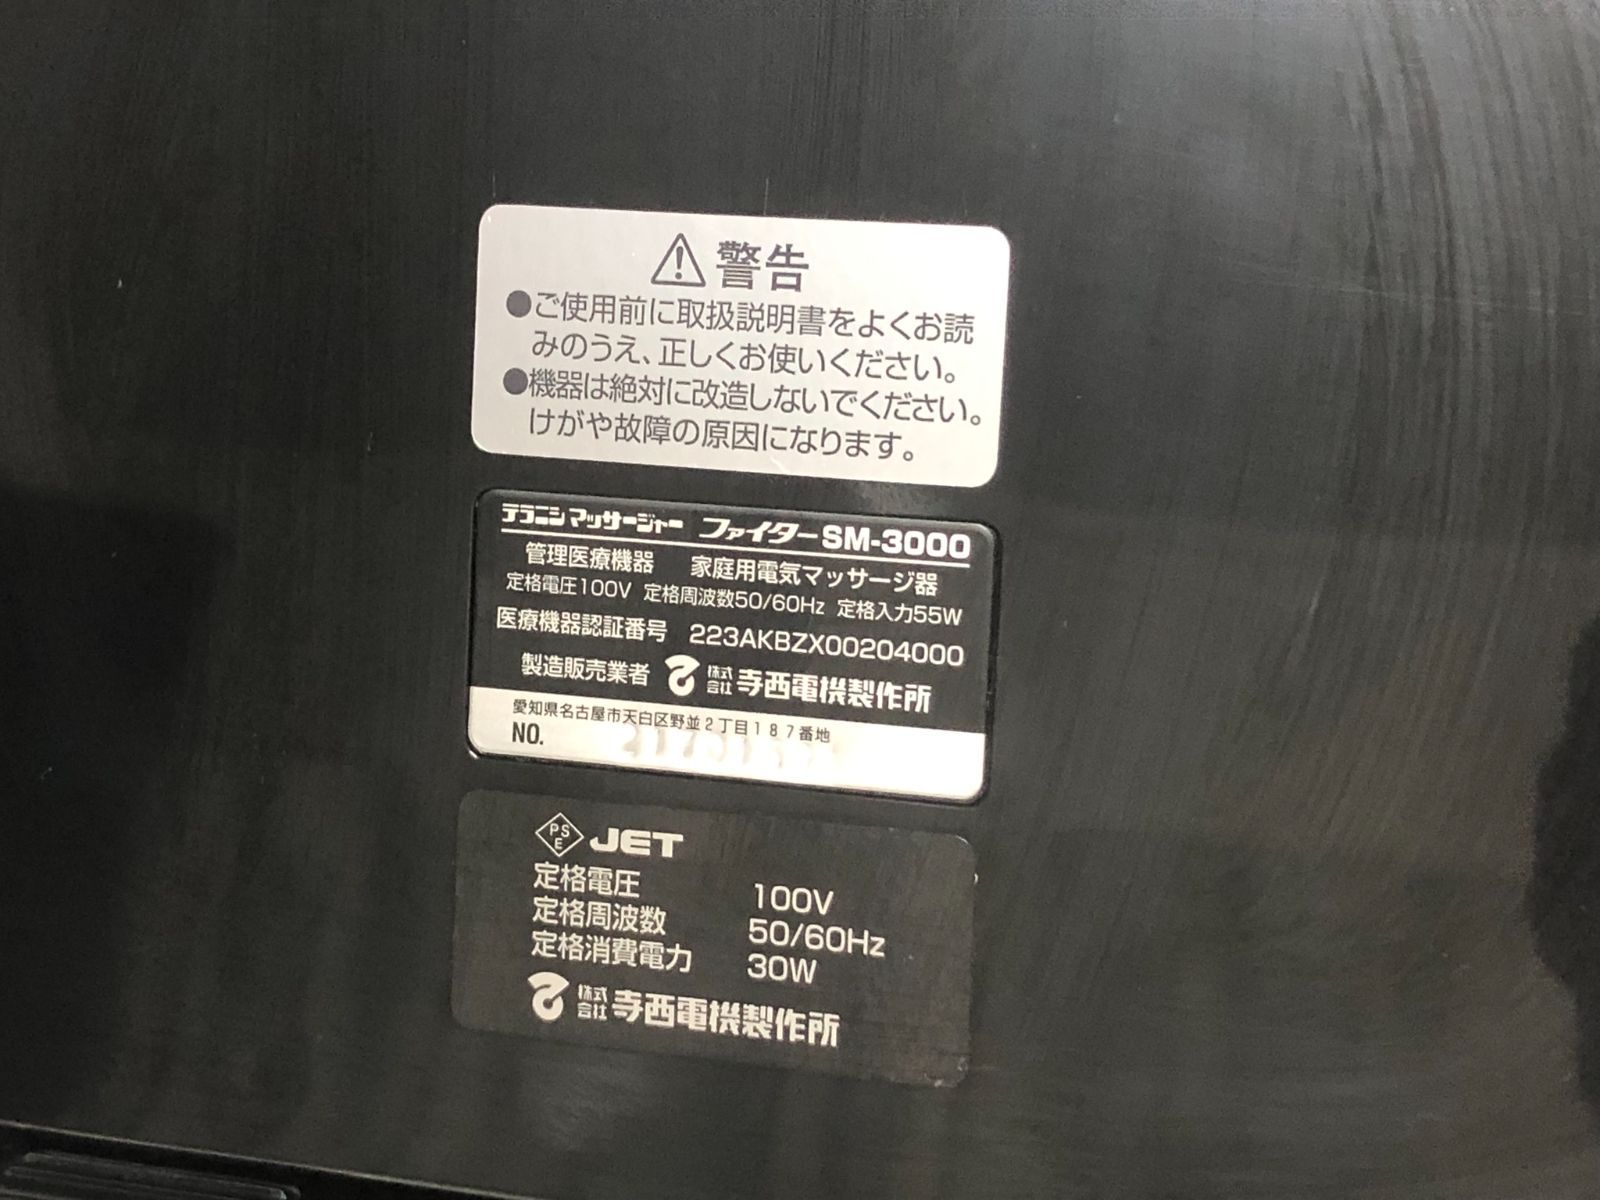 警告
●ご使用前に取扱説明書をよくお読
みのうえ、正しくお使いください。
●機器は絶対に改造しないでください。
けがや故障の原因になります。
テラニシ マッサージャー ファイターSM-3000
管理医療機器 家庭用電気マッサージ器
定格電圧100V 定格周波数50/60Hz 定格入力55W
医療機器認証番号 223AKBZX00204000
製造販売業者 株式会社 寺西電機製作所
愛知県名古屋市天白区野並2丁目187番地
NO.
PSE JET
定格電圧 100V
定格周波数 50/60Hz
定格消費電力 30W
株式会社 寺西電機製作所